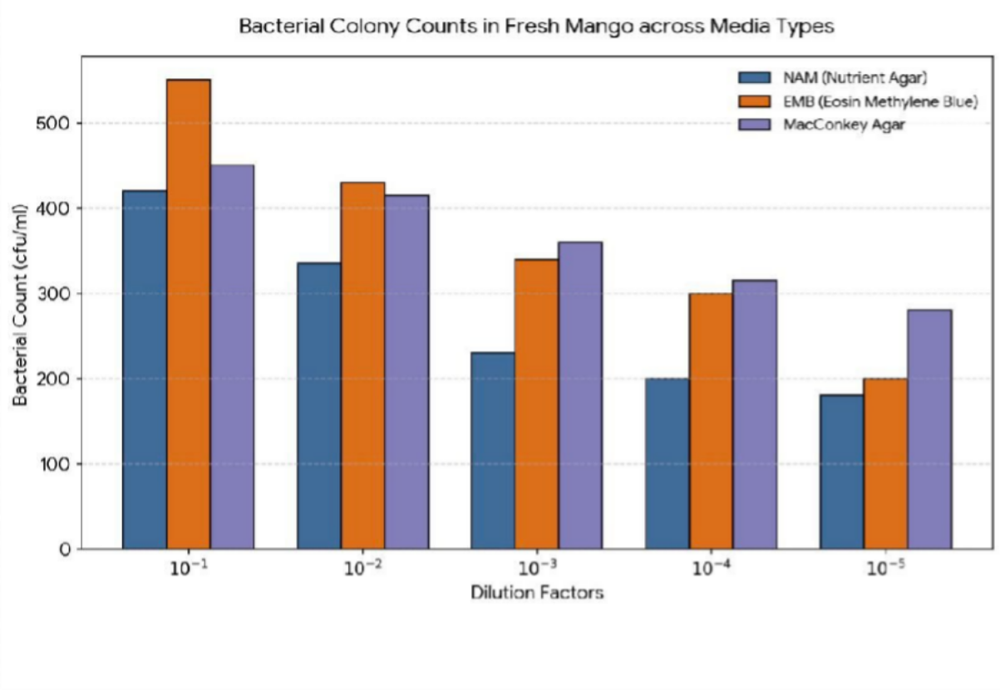 Bacterial Colony Counts in Fresh Mango across Media Types
NAM (Nutrient Agar)
EMB (Eosin Methylene Blue)
MacConkey Agar
Bacterial Count (cfu/ml)
500
400
300
200
100
0
10⁻¹ 10⁻² 10⁻³ 10⁻⁴ 10⁻⁵
Dilution Factors